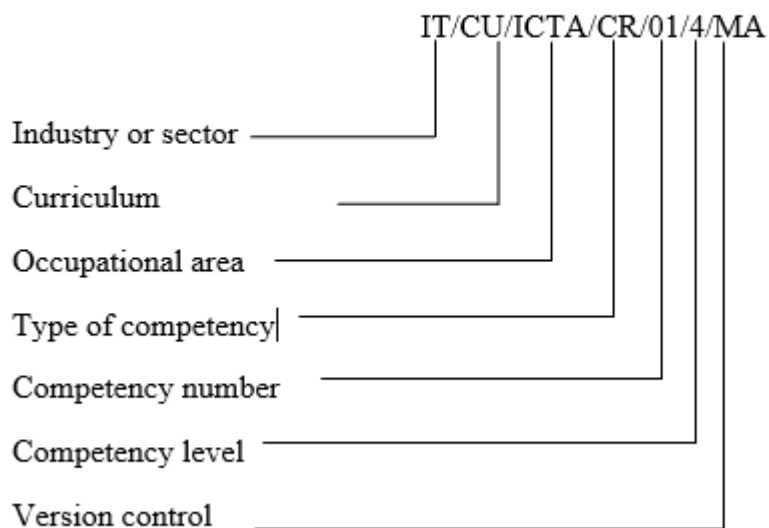 IT/CU/ICTA/CR/01/4/MA
Industry or sector
Curriculum
Occupational area
Type of competency
Competency number
Competency level
Version control